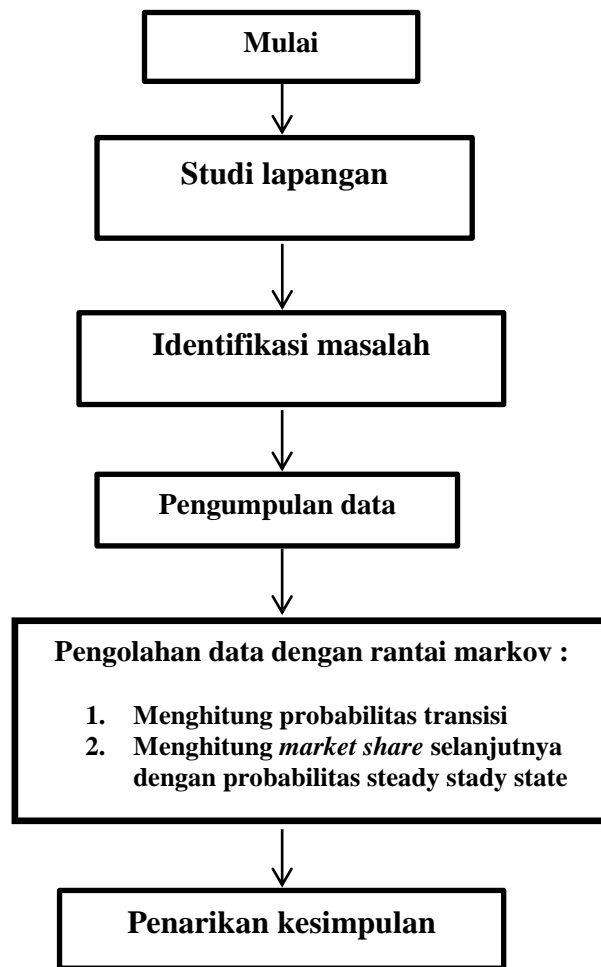 Mulai
Studi lapangan
Identifikasi masalah
Pengumpulan data
Pengolahan data dengan rantai markov :
1. Menghitung probabilitas transisi
2. Menghitung market share selanjutnya
dengan probabilitas steady stady state
Penarikan kesimpulan